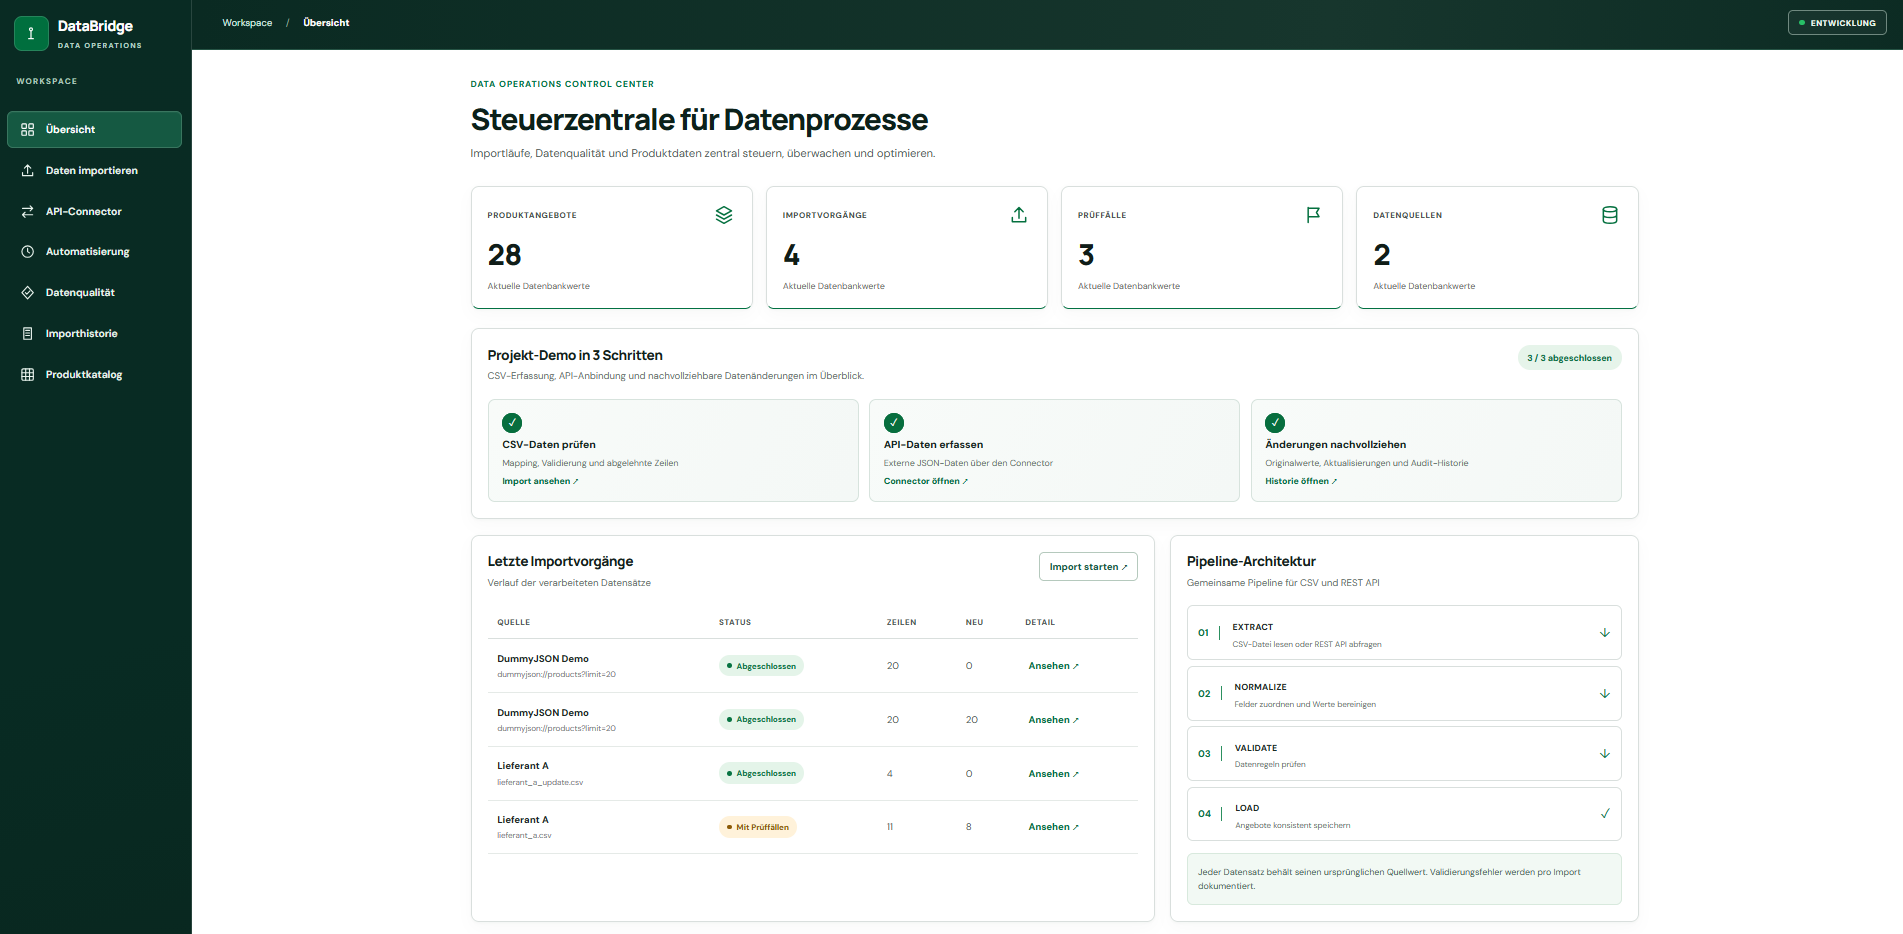 DataBridge
DATA OPERATIONS
WORKSPACE
Übersicht
Daten importieren
API-Connector
Automatisierung
Datenqualität
Importhistorie
Produktkatalog
Workspace / Übersicht
ENTWICKLUNG
DATA OPERATIONS CONTROL CENTER
Steuerzentrale für Datenprozesse
Importläufe, Datenqualität und Produktdaten zentral steuern, überwachen und optimieren.
PRODUKTANGEBOTE
28
Aktuelle Datenbankwerte
IMPORTVORGÄNGE
4
Aktuelle Datenbankwerte
PRÜFFÄLLE
3
Aktuelle Datenbankwerte
DATENQUELLEN
2
Aktuelle Datenbankwerte
Projekt-Demo in 3 Schritten
CSV-Erfassung, API-Anbindung und nachvollziehbare Datenänderungen im Überblick.
3 / 3 abgeschlossen
CSV-Daten prüfen
Mapping, Validierung und abgelehnte Zeilen
Import ansehen ↗
API-Daten erfassen
Externe JSON-Daten über den Connector
Connector öffnen ↗
Änderungen nachvollziehen
Originalwerte, Aktualisierungen und Audit-Historie
Historie öffnen ↗
Letzte Importvorgänge
Verlauf der verarbeiteten Datensätze
Import starten ↗
QUELLE STATUS ZEILEN NEU DETAIL
DummyJSON Demo
dummyjson://products?limit=20
Abgeschlossen 20 0 Ansehen ↗
DummyJSON Demo
dummyjson://products?limit=20
Abgeschlossen 20 20 Ansehen ↗
Lieferant A
lieferant_a_update.csv
Abgeschlossen 4 0 Ansehen ↗
Lieferant A
lieferant_a.csv
Mit Prüffällen 11 8 Ansehen ↗
Pipeline-Architektur
Gemeinsame Pipeline für CSV und REST API
01 EXTRACT
CSV-Datei lesen oder REST API abfragen
02 NORMALIZE
Felder zuordnen und Werte bereinigen
03 VALIDATE
Datenregeln prüfen
04 LOAD
Angebote konsistent speichern
Jeder Datensatz behält seinen ursprünglichen Quellwert. Validierungsfehler werden pro Import
dokumentiert.